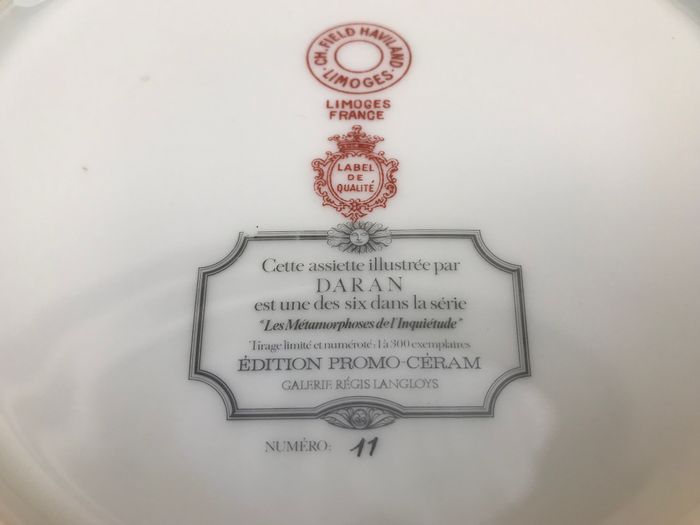 CH. FIELD HAVILAND
· LIMOGES ·
LIMOGES
FRANCE
LABEL
DE
QUALITÉ
Cette assiette illustrée par
DARAN
est une des six dans la série
"Les Métamorphoses de l'Inquiétude"
Tirage limité et numéroté: 1 à 300 exemplaires
ÉDITION PROMO-CÉRAM
GALERIE RÉGIS LANGLOYS
NUMÉRO: 11